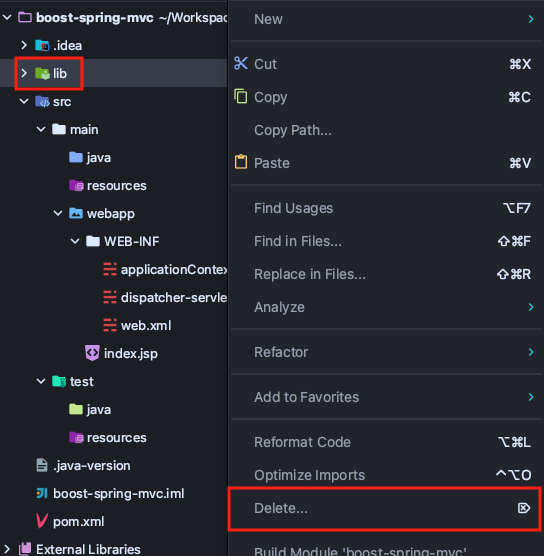 boost-spring-mvc ~/Workspac
.idea
lib
src
main
java
resources
webapp
WEB-INF
applicationContex
dispatcher-servle
web.xml
index.jsp
test
java
resources
.java-version
boost-spring-mvc.iml
pom.xml
External Libraries
New
Cut ⌘X
Copy ⌘C
Copy Path...
Paste ⌘V
Find Usages ⌥F7
Find in Files... ⇧⌘F
Replace in Files... ⇧⌘R
Analyze
Refactor
Add to Favorites
Reformat Code ⌥⌘L
Optimize Imports ^⌥O
Delete... ⌦
Build Module 'boost-spring-mvc'